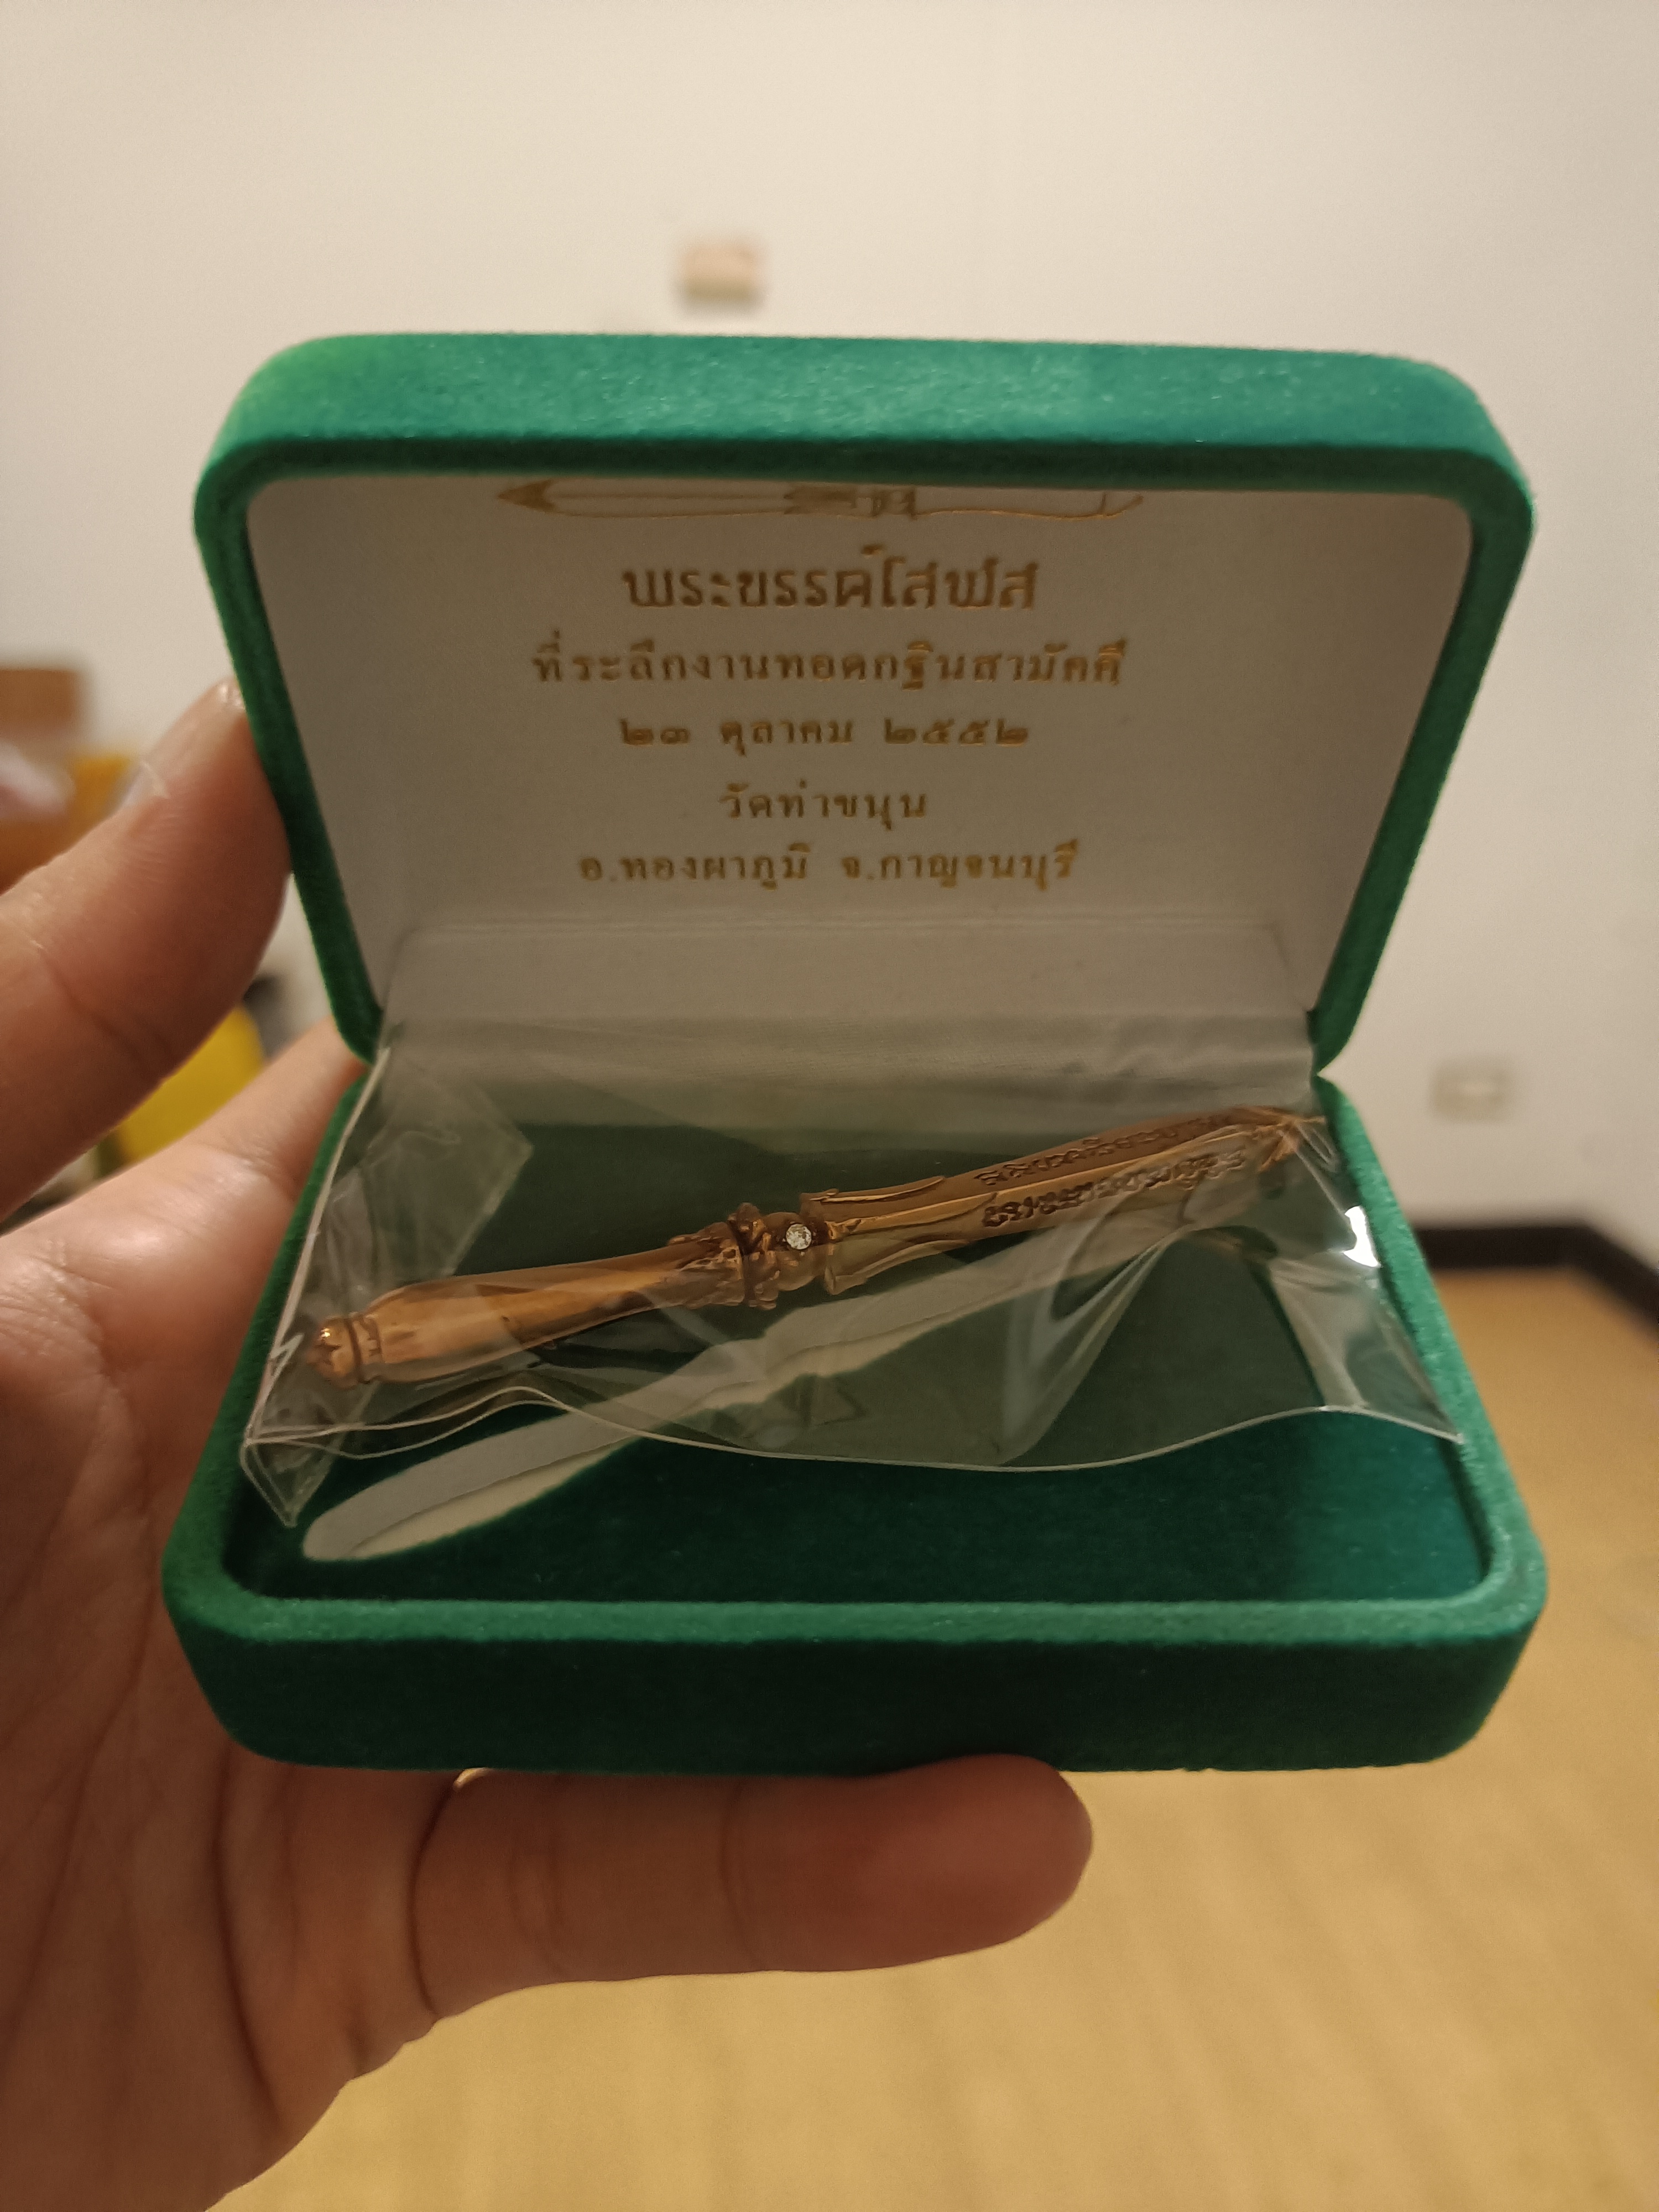 พระขรรค์โสฬส
ที่ระลึกงานทอดกฐินสามัคคี
๒๓ ตุลาคม ๒๕๕๒
วัดท่าขนุน
อ.ทองผาภูมิ จ.กาญจนบุรี